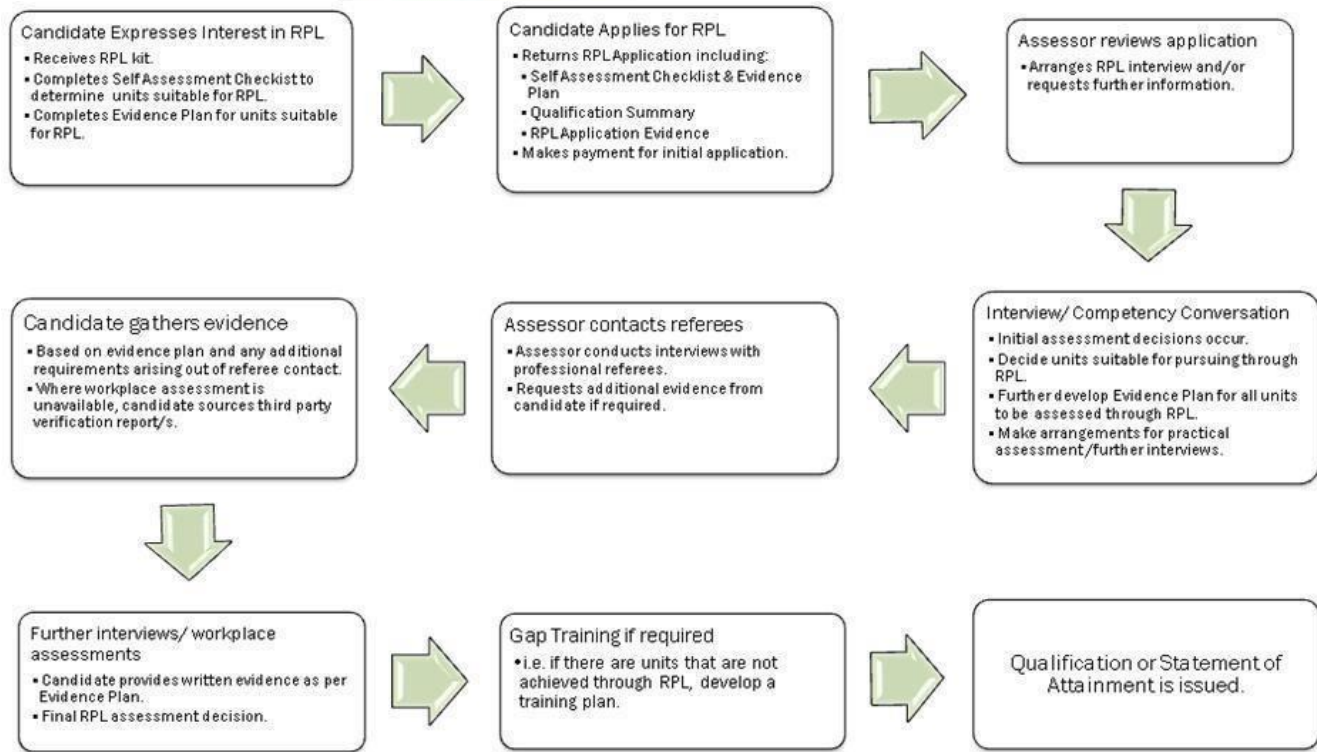 Candidate Expresses Interest in RPL
▪ Receives RPL kit.
▪ Completes Self Assessment Checkist to
determine units suitable for RPL.
▪ Completes Evidence Plan for units suitable
for RPL.
Candidate Applies for RPL
▪ Returns RPL Application including:
▪ Self Assessment Checklist & Evidence
Plan
▪ Qualification Summary
▪ RPL Application Evidence
▪ Makes payment for initial application.
Assessor reviews application
▪ Arranges RPL interview and/or
requests further information.
Interview/ Competency Conversation
▪ Initial assessment decisions occur.
▪ Decide units suitable for pursuing through
RPL.
▪ Further develop Evidence Plan for all units
to be assessed through RPL.
▪ Make arrangements for practical
assessment/further interviews.
Assessor contacts referees
▪ Assessor conducts interviews with
professional referees.
▪ Requests additional evidence from
candidate if required.
Candidate gathers evidence
▪ Based on evidence plan and any additional
requirements arising out of referee contact.
▪ Where workplace assessment is
unavailable, candidate sources third party
verification report/s.
Further interviews/ workplace
assessments
▪ Candidate provides written evidence as per
Evidence Plan.
▪ Final RPL assessment decision.
Gap Training if required
▪ i.e. if there are units that are not
achieved through RPL, develop a
training plan.
Qualification or Statement of
Attainment is issued.